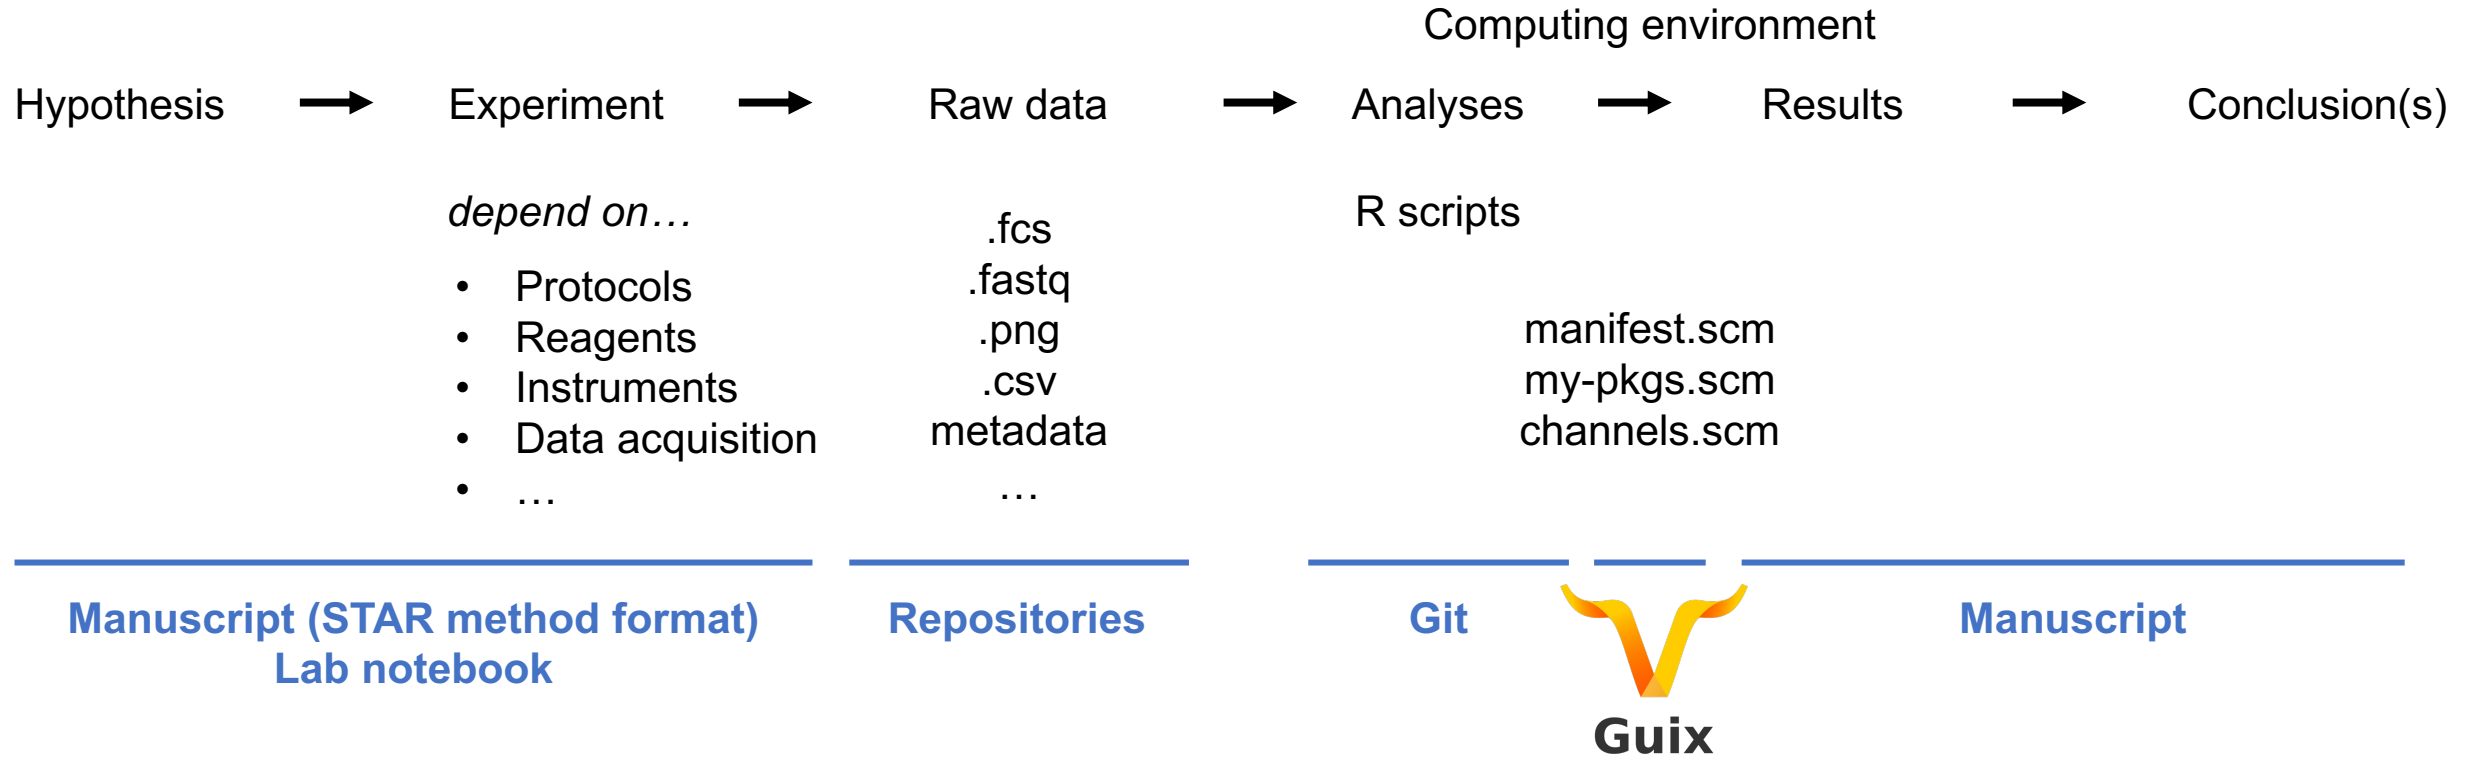 Computing environment
Hypothesis
Experiment
Raw data
Analyses
Results
Conclusion(s)
depend on…
• Protocols
• Reagents
• Instruments
• Data acquisition
• …
.fcs
.fastq
.png
.csv
metadata
…
R scripts
manifest.scm
my-pkgs.scm
channels.scm
Manuscript (STAR method format)
Lab notebook
Repositories
Git
Guix
Manuscript